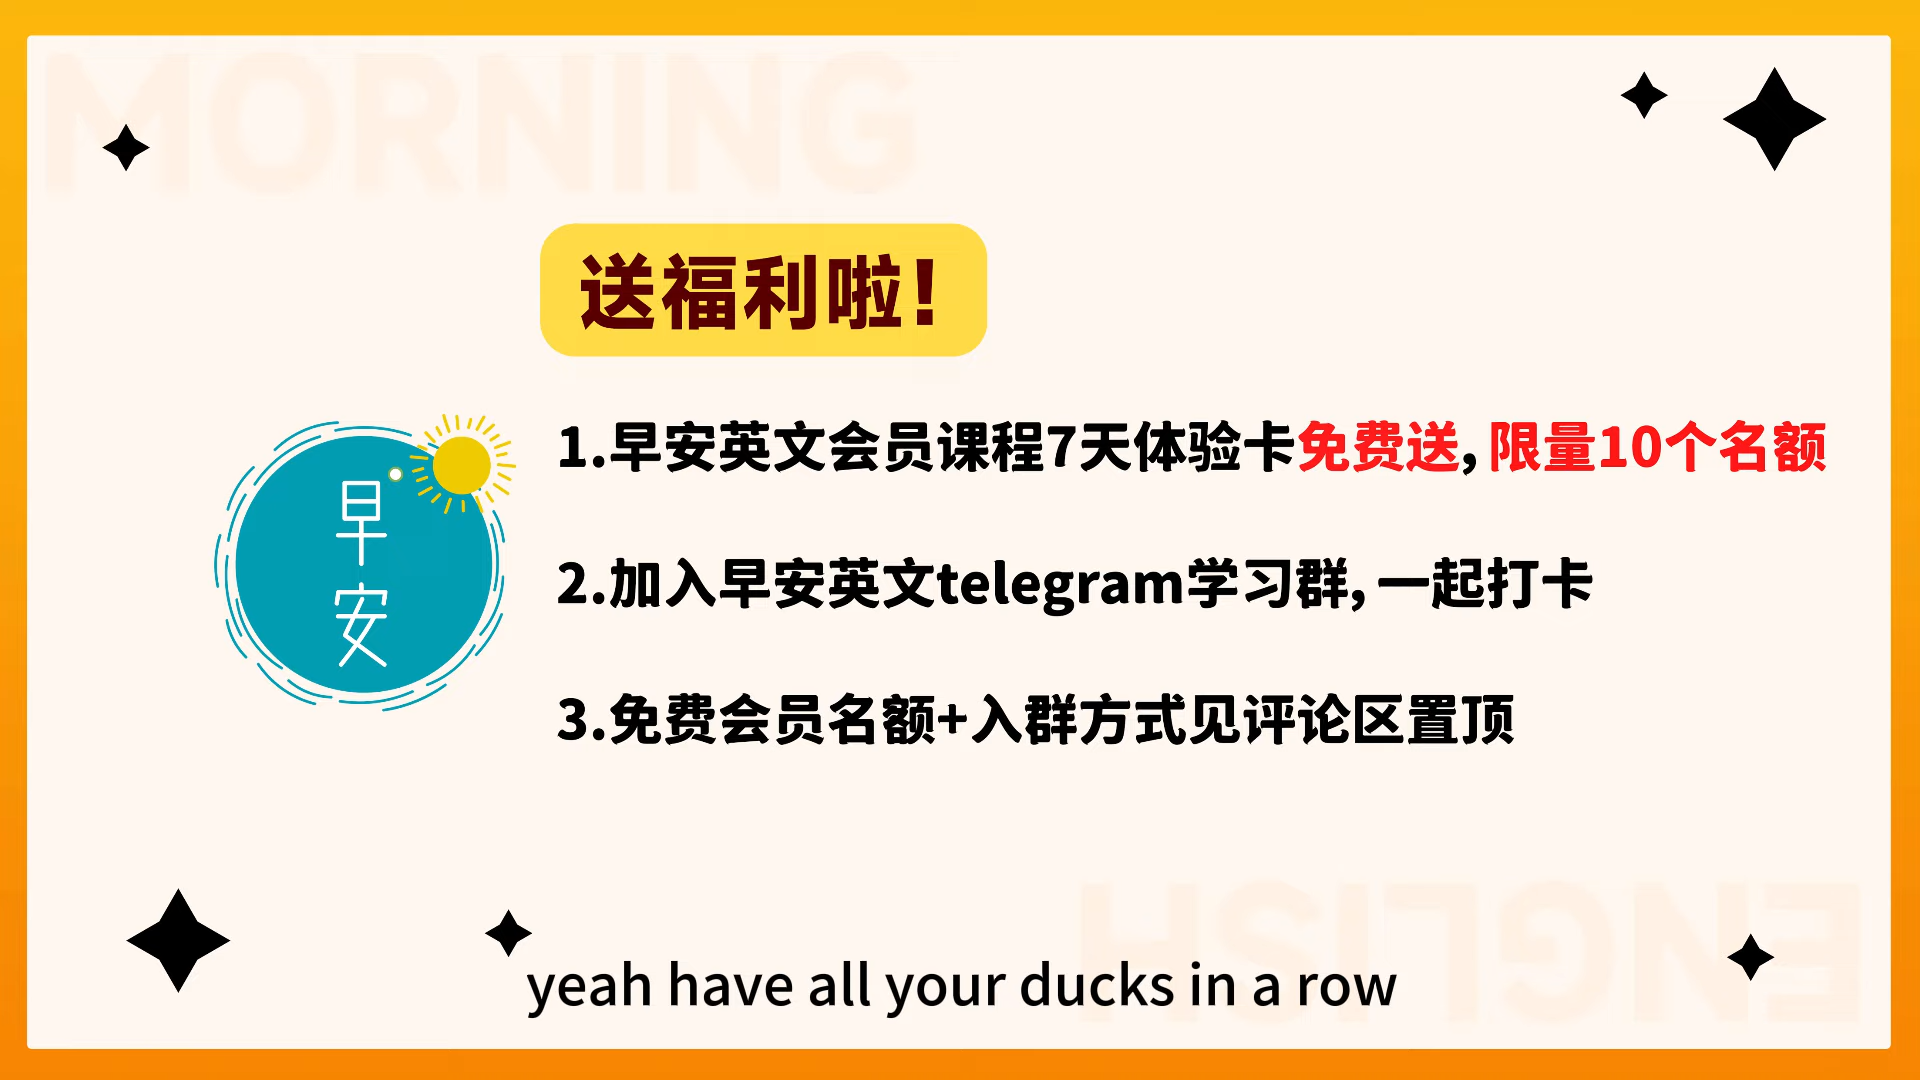 MORNING
送福利啦!
1.早安英文会员课程7天体验卡免费送,限量10个名额
早安
2.加入早安英文telegram学习群,一起打卡
3.免费会员名额+入群方式见评论区置顶
ENGLISH
yeah have all your ducks in a row